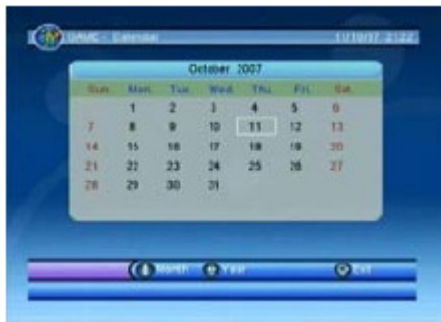 GAME - Calendar 11/10/07 21:22
October 2007
Sun. Mon. Tue. Wed. Thu. Fri. Sat.
1 2 3 4 5 6
7 8 9 10 11 12 13
14 15 16 17 18 19 20
21 22 23 24 25 26 27
28 29 30 31
Month Year Exit